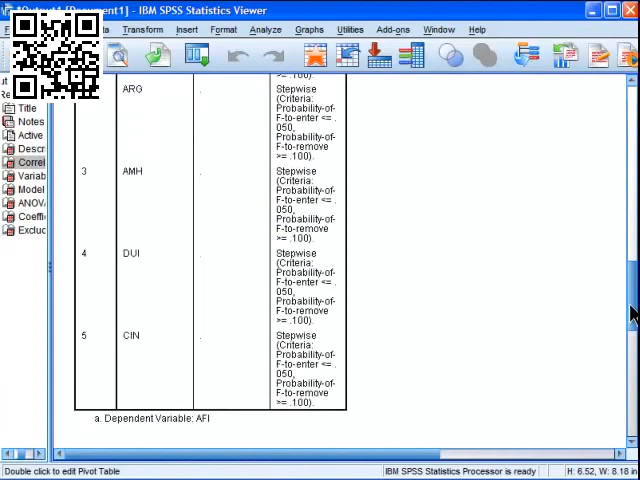 *Output1 [Document1] - IBM SPSS Statistics Viewer
Transform Insert Format Analyze Graphs Utilities Add-ons Window Help
Title
Notes
Active
Descr
Correl
Variab
Model
ANOVA
Coeffi
Exclud
>= .100).
ARG . Stepwise
(Criteria:
Probability-of-
F-to-enter <= .
050,
Probability-of-
F-to-remove
>= .100).
3 AMH . Stepwise
(Criteria:
Probability-of-
F-to-enter <= .
050,
Probability-of-
F-to-remove
>= .100).
4 DUI . Stepwise
(Criteria:
Probability-of-
F-to-enter <= .
050,
Probability-of-
F-to-remove
>= .100).
5 CIN . Stepwise
(Criteria:
Probability-of-
F-to-enter <= .
050,
Probability-of-
F-to-remove
>= .100).
a. Dependent Variable: AFI
Double click to edit Pivot Table IBM SPSS Statistics Processor is ready H: 6.52, W: 8.18 in